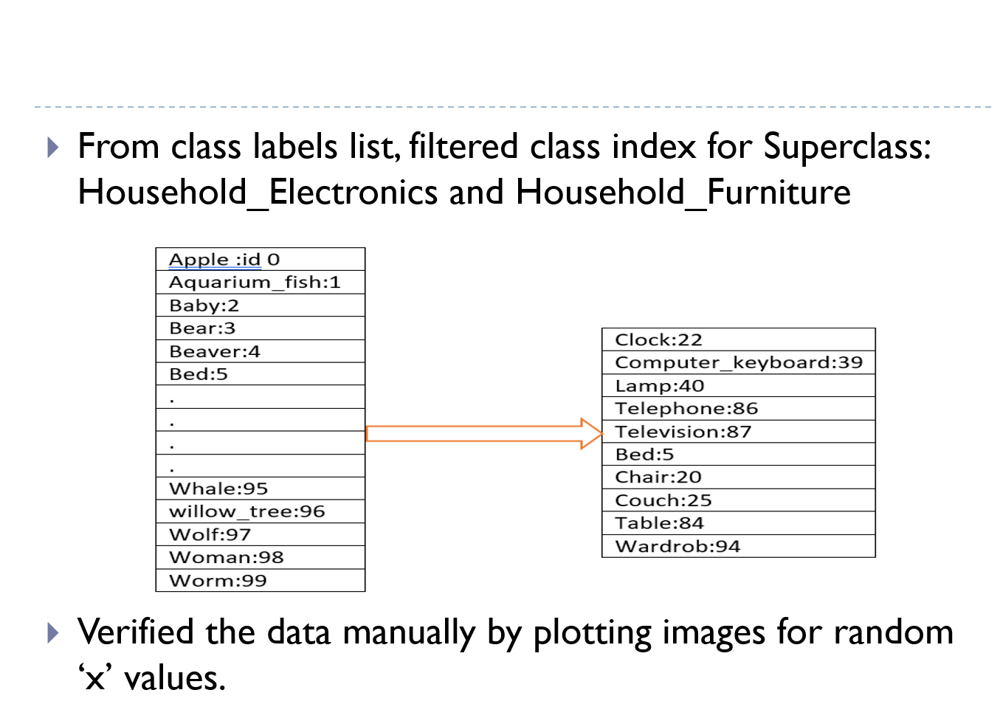 From class labels list, filtered class index for Superclass:
Household_Electronics and Household_Furniture
Apple :id 0
Aquarium_fish:1
Baby:2
Bear:3
Beaver:4
Bed:5
.
.
.
.
Whale:95
willow_tree:96
Wolf:97
Woman:98
Worm:99
Clock:22
Computer_keyboard:39
Lamp:40
Telephone:86
Television:87
Bed:5
Chair:20
Couch:25
Table:84
Wardrob:94
Verified the data manually by plotting images for random
‘x’ values.